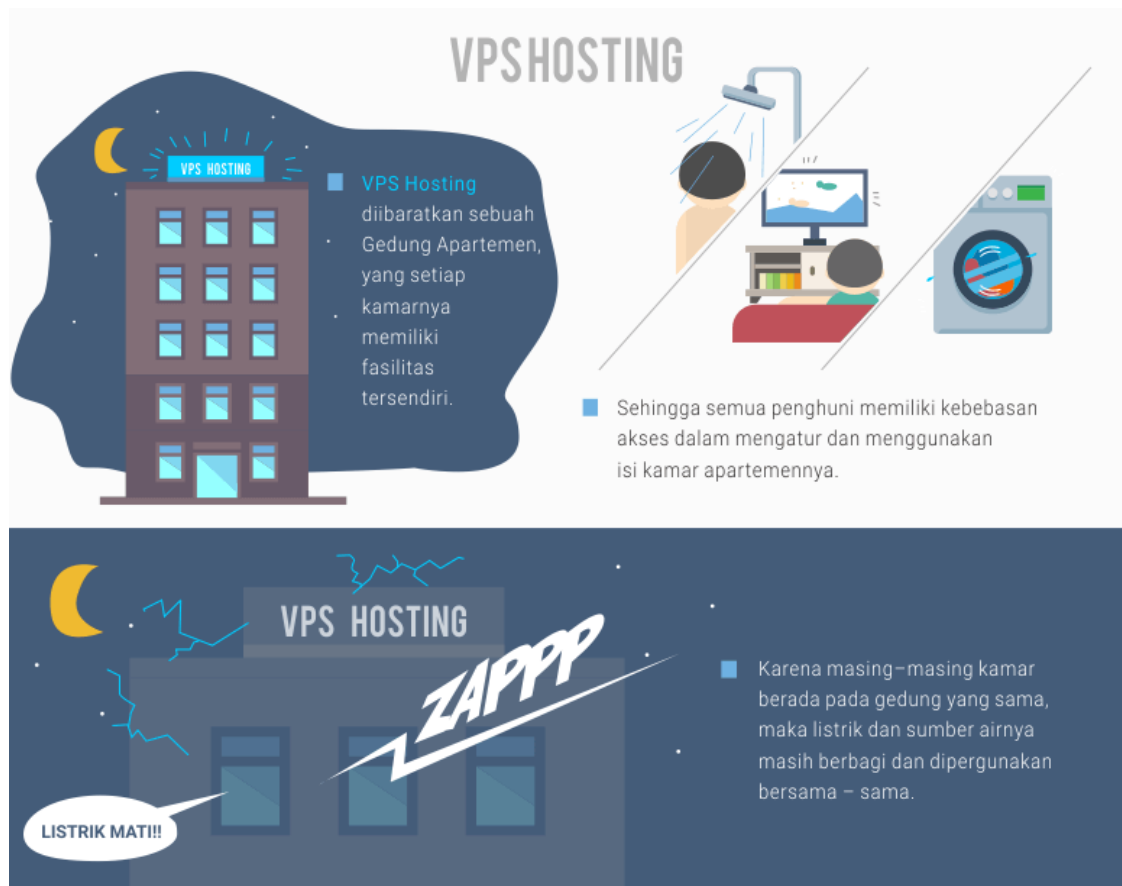 VPS HOSTING
VPS HOSTING
VPS Hosting
diibaratkan sebuah
Gedung Apartemen,
yang setiap
kamarnya
memiliki
fasilitas
tersendiri.
Sehingga semua penghuni memiliki kebebasan
akses dalam mengatur dan menggunakan
isi kamar apartemennya.
VPS HOSTING
ZAPPP
LISTRIK MATI!!
Karena masing–masing kamar
berada pada gedung yang sama,
maka listrik dan sumber airnya
masih berbagi dan dipergunakan
bersama – sama.